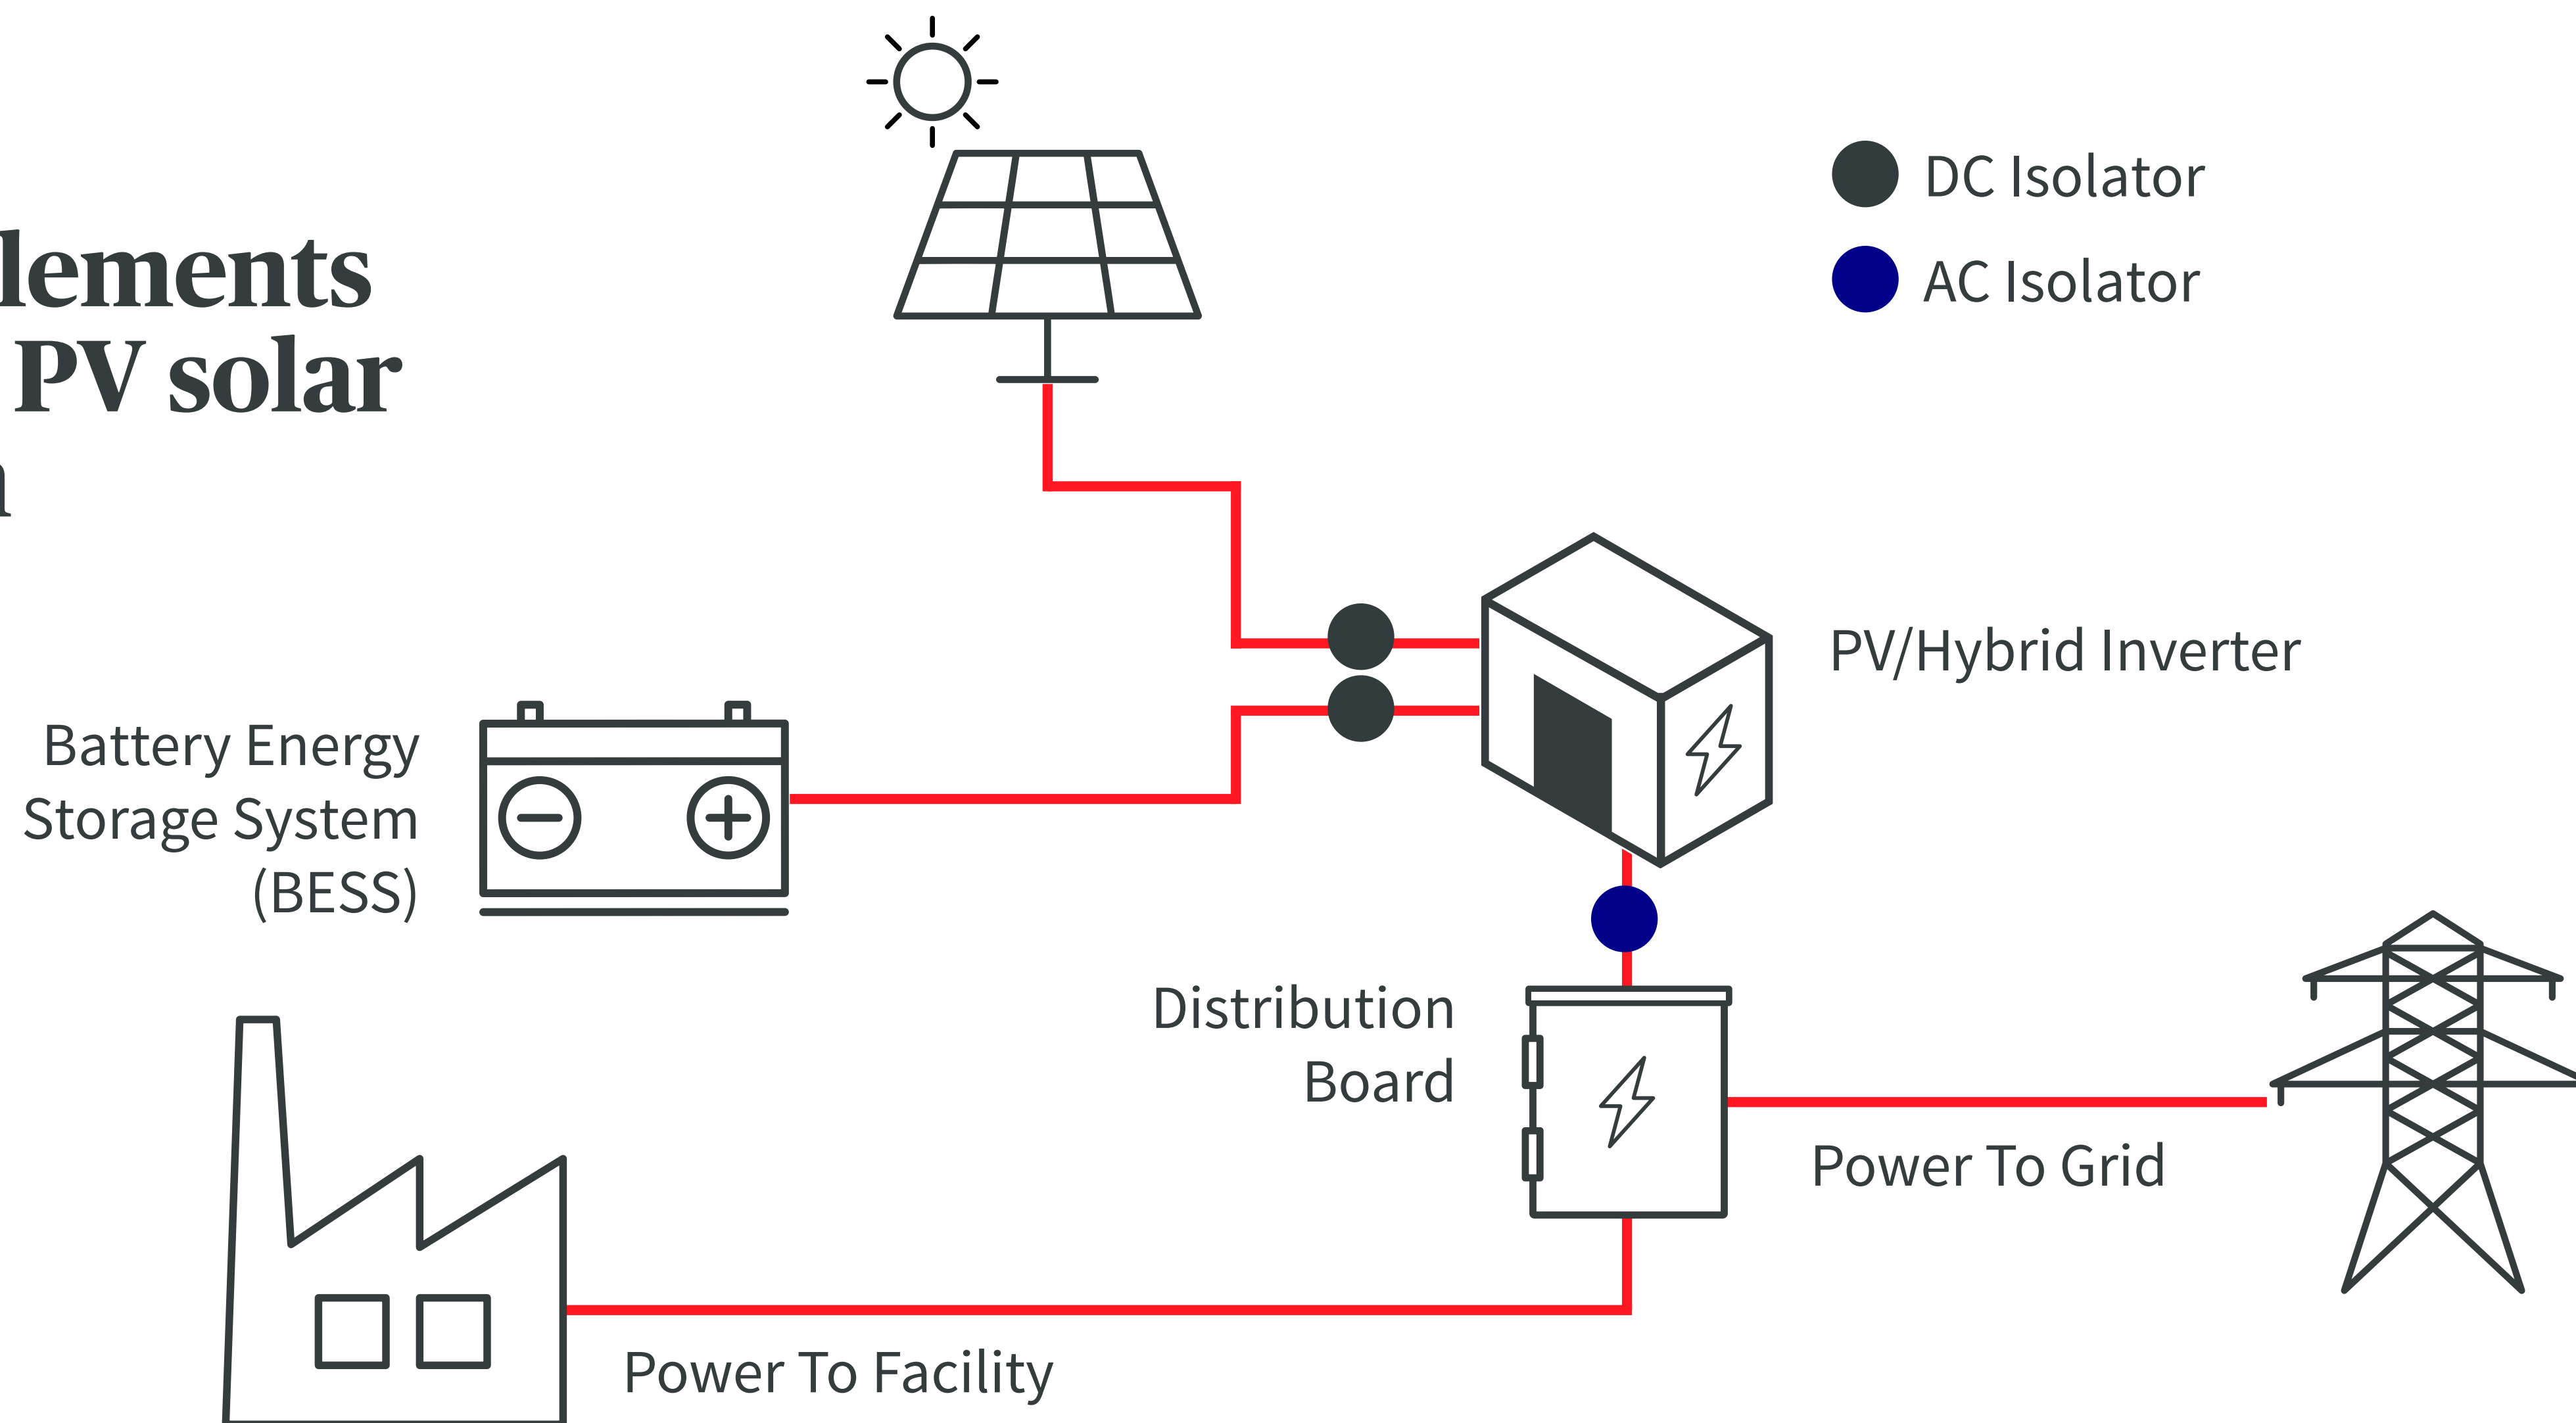 lements
PV solar
DC Isolator
AC Isolator
PV/Hybrid Inverter
Battery Energy
Storage System
(BESS)
Distribution
Board
Power To Grid
Power To Facility